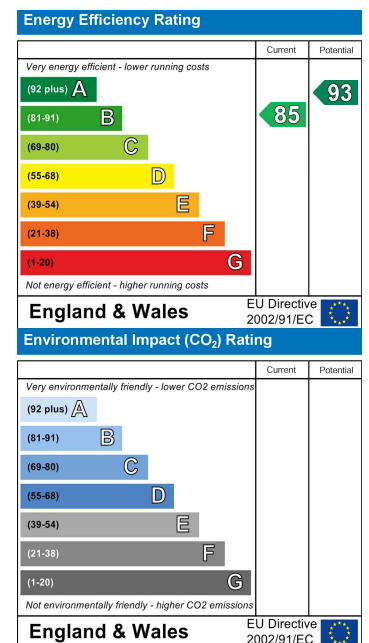 Energy Efficiency Rating
Current Potential
Very energy efficient - lower running costs
(92 plus) A
(81-91) B
(69-80) C
(55-68) D
(39-54) E
(21-38) F
(1-20) G
85
93
Not energy efficient - higher running costs
England & Wales
EU Directive
2002/91/EC
Environmental Impact (CO₂) Rating
Current Potential
Very environmentally friendly - lower CO2 emissions
(92 plus) A
(81-91) B
(69-80) C
(55-68) D
(39-54) E
(21-38) F
(1-20) G
Not environmentally friendly - higher CO2 emissions
England & Wales
EU Directive
2002/91/EC